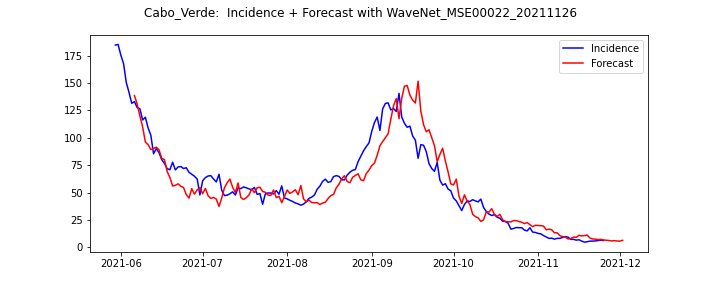 Cabo_Verde:  Incidence + Forecast with WaveNet_MSE00022_20211126
Incidence
Forecast
175
150
125
100
75
50
25
0
2021-06 2021-07 2021-08 2021-09 2021-10 2021-11 2021-12